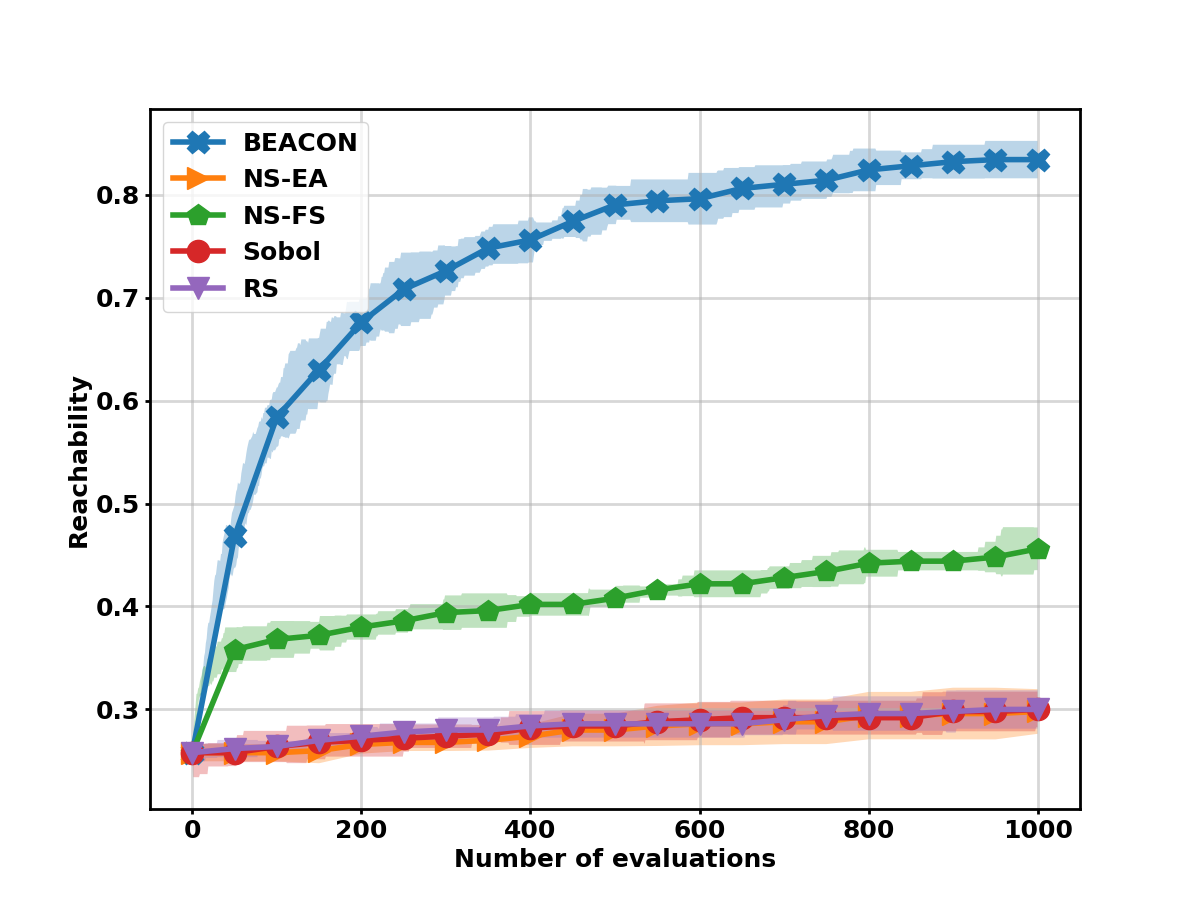 BEACON
NS-EA
NS-FS
Sobol
RS
0.8
0.7
0.6
0.5
0.4
0.3
Reachability
0 200 400 600 800 1000
Number of evaluations